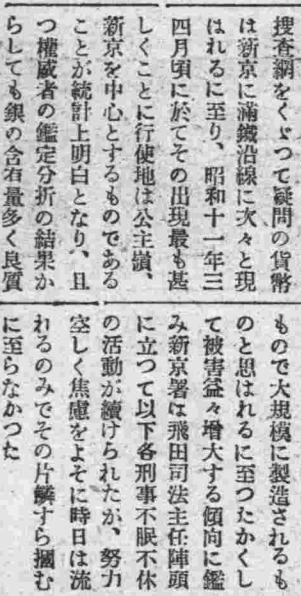 捜査網をくゞつて疑問の貨幣
は新京に滿鐵沿線に次々と現
はれるに至り、昭和十一年三
四月頃に於てその出現最も甚
しくことに行使地は公主嶺、
新京を中心とするものである
ことが統計上明白となり、且
つ權威者の鑑定分折の結果か
らしても銀の含有量多く良質
もので大規模に製造されるも
のと思はれるに至つたかくし
て被害益々增大する傾向に鑑
み新京署は飛田司法主任陣頭
に立つて以下各刑事不眠不休
の活動が續けられたが、努力
空しく焦慮をよそに時日は流
れるのみでその片鱗すら摑む
に至らなかつた